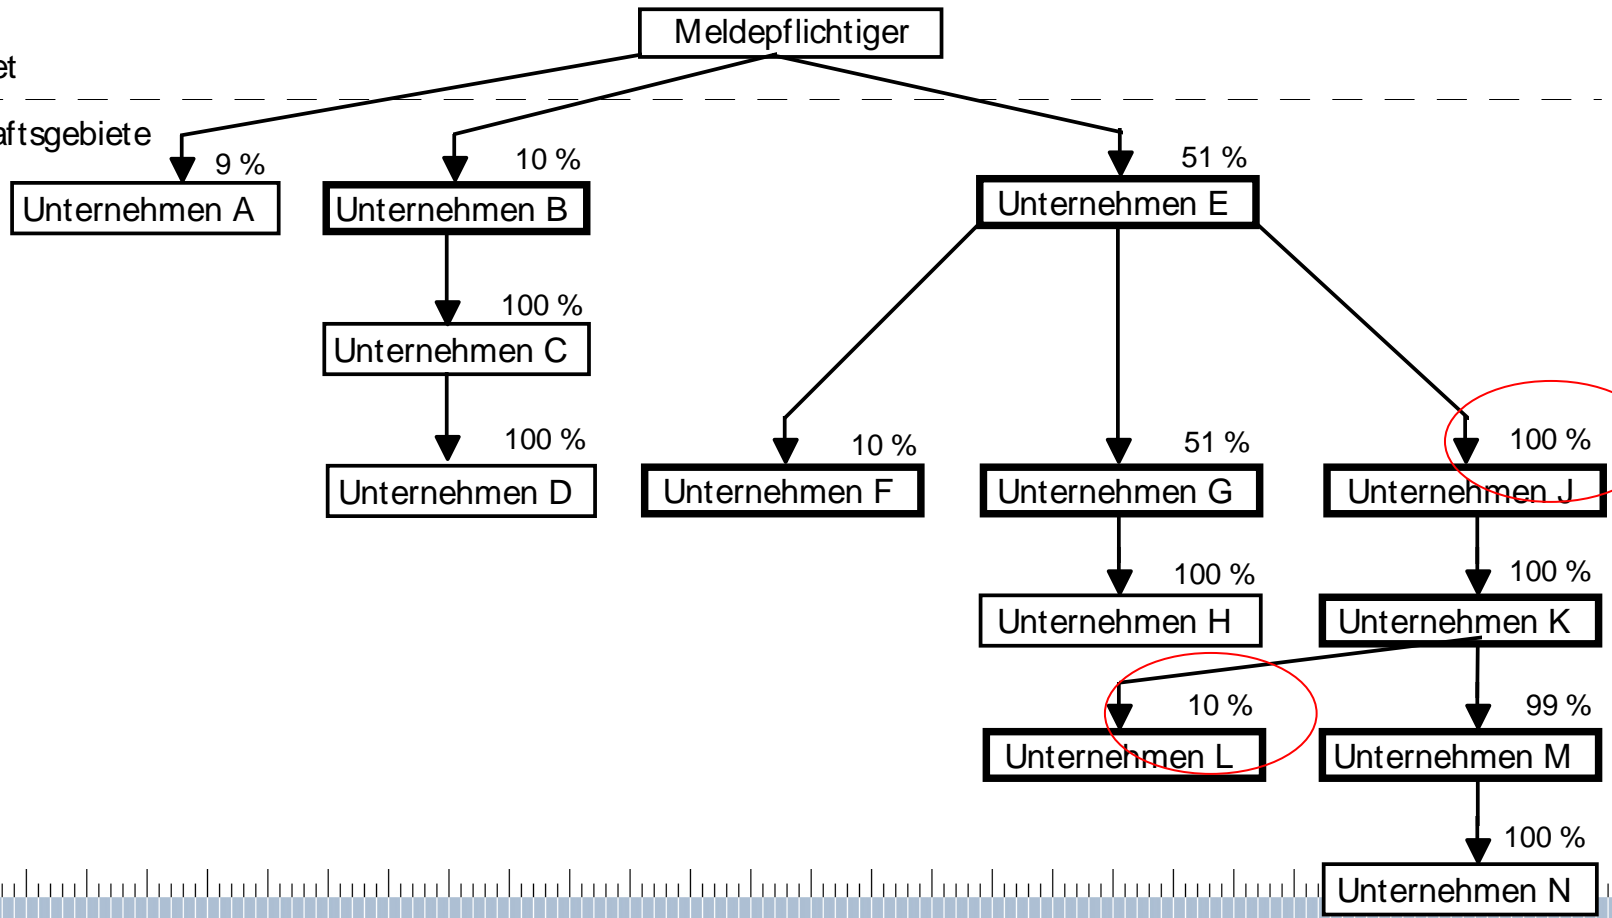 Meldepflichtiger
et
aftsgebiete
9 %
10 %
51 %
Unternehmen A
Unternehmen B
Unternehmen E
100 %
Unternehmen C
100 %
10 %
51 %
100 %
Unternehmen D
Unternehmen F
Unternehmen G
Unternehmen J
100 %
100 %
Unternehmen H
Unternehmen K
10 %
99 %
Unternehmen L
Unternehmen M
100 %
Unternehmen N